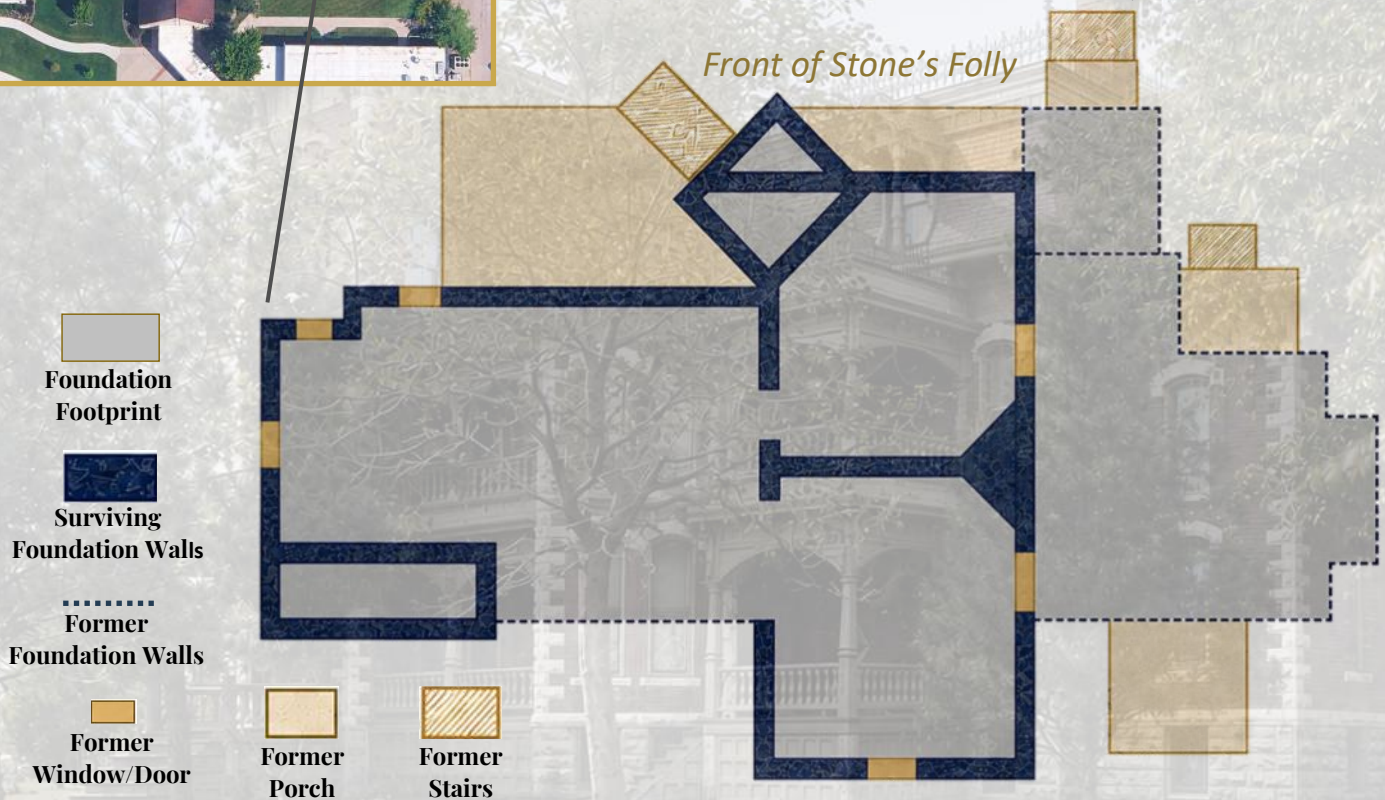 Front of Stone's Folly
Foundation
Footprint
Surviving
Foundation Walls
Former
Foundation Walls
Former
Window/Door
Former
Porch
Former
Stairs